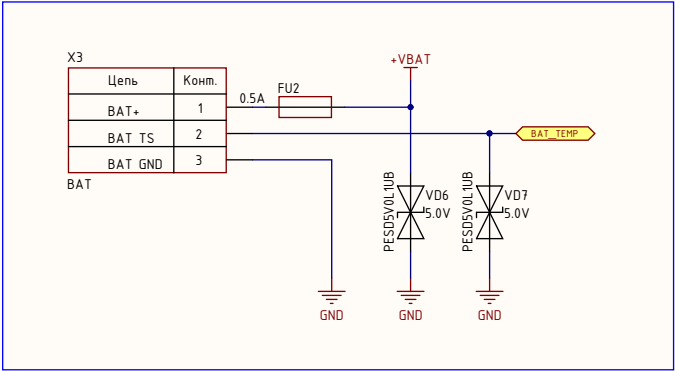 X3
Цепь Конт.
BAT+ 1
BAT TS 2
BAT GND 3
BAT
0.5A
FU2
+VBAT
BAT_TEMP
PESD5V0L1UB
VD6
5.0V
PESD5V0L1UB
VD7
5.0V
GND
GND
GND